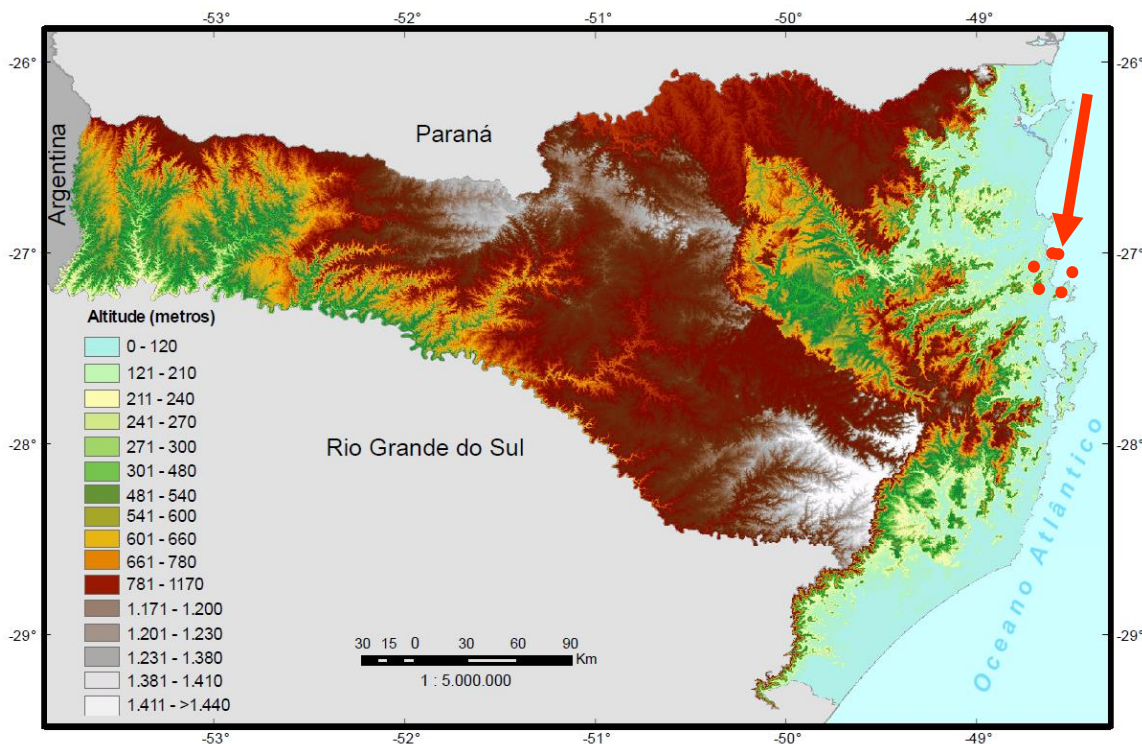 -53° -52° -51° -50° -49°
-26° -26°
Paraná
Argentina
-27° -27°
Altitude (metros)
0 - 120
121 - 210
211 - 240
241 - 270
271 - 300
301 - 480
481 - 540
541 - 600
601 - 660
661 - 780
781 - 1170
1.171 - 1.200
1.201 - 1.230
1.231 - 1.380
1.381 - 1.410
1.411 - >1.440
Rio Grande do Sul
-28° -28°
Oceano Atlântico
-29° -29°
30 15 0 30 60 90
Km
1 : 5.000.000
-53° -52° -51° -50° -49°